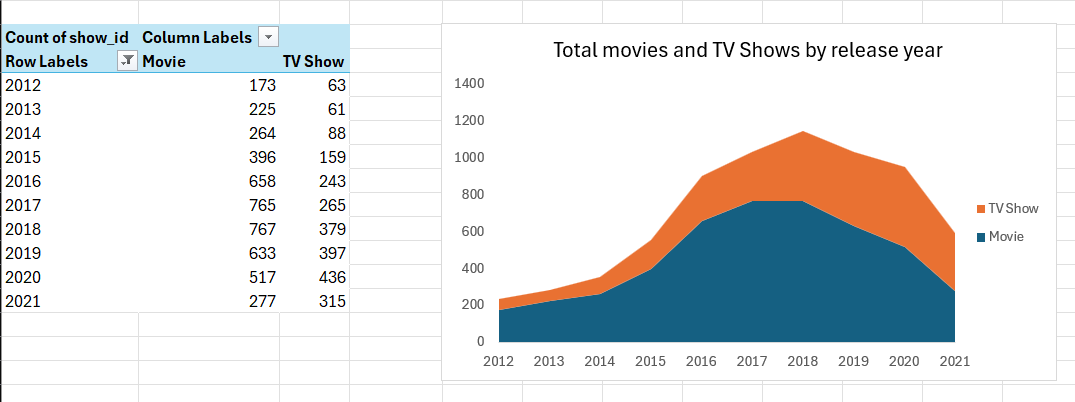 Count of show_id Column Labels
Row Labels Movie TV Show
2012 173 63
2013 225 61
2014 264 88
2015 396 159
2016 658 243
2017 765 265
2018 767 379
2019 633 397
2020 517 436
2021 277 315
Total movies and TV Shows by release year
1400
1200
1000
800
600
400
200
0
2012 2013 2014 2015 2016 2017 2018 2019 2020 2021
TV Show
Movie